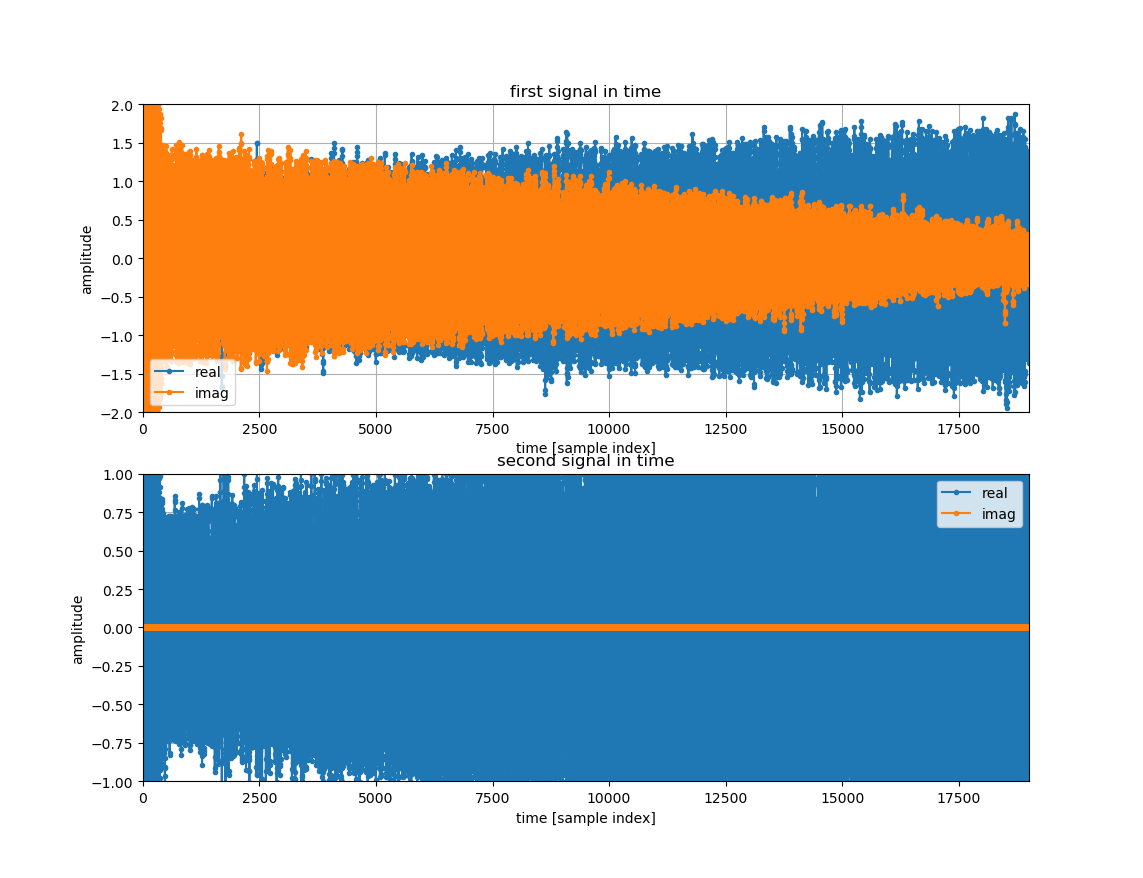 first signal in time
2.0
1.5
1.0
0.5
0.0
−0.5
−1.0
−1.5
−2.0
amplitude
real
imag
0 2500 5000 7500 10000 12500 15000 17500
time [sample index]
second signal in time
1.00
0.75
0.50
0.25
0.00
−0.25
−0.50
−0.75
−1.00
amplitude
real
imag
0 2500 5000 7500 10000 12500 15000 17500
time [sample index]